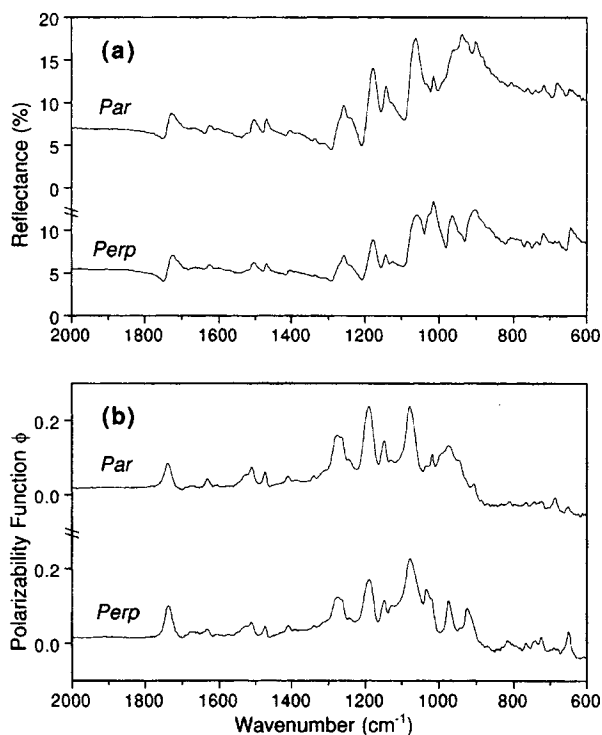 20
(a)
15
Par
10
5
Reflectance (%)
0
10
Perp
5
0
2000 1800 1600 1400 1200 1000 800 600
(b)
0.2
Par
0.0
Polarizability Function ϕ
0.2
Perp
0.0
2000 1800 1600 1400 1200 1000 800 600
Wavenumber (cm⁻¹)